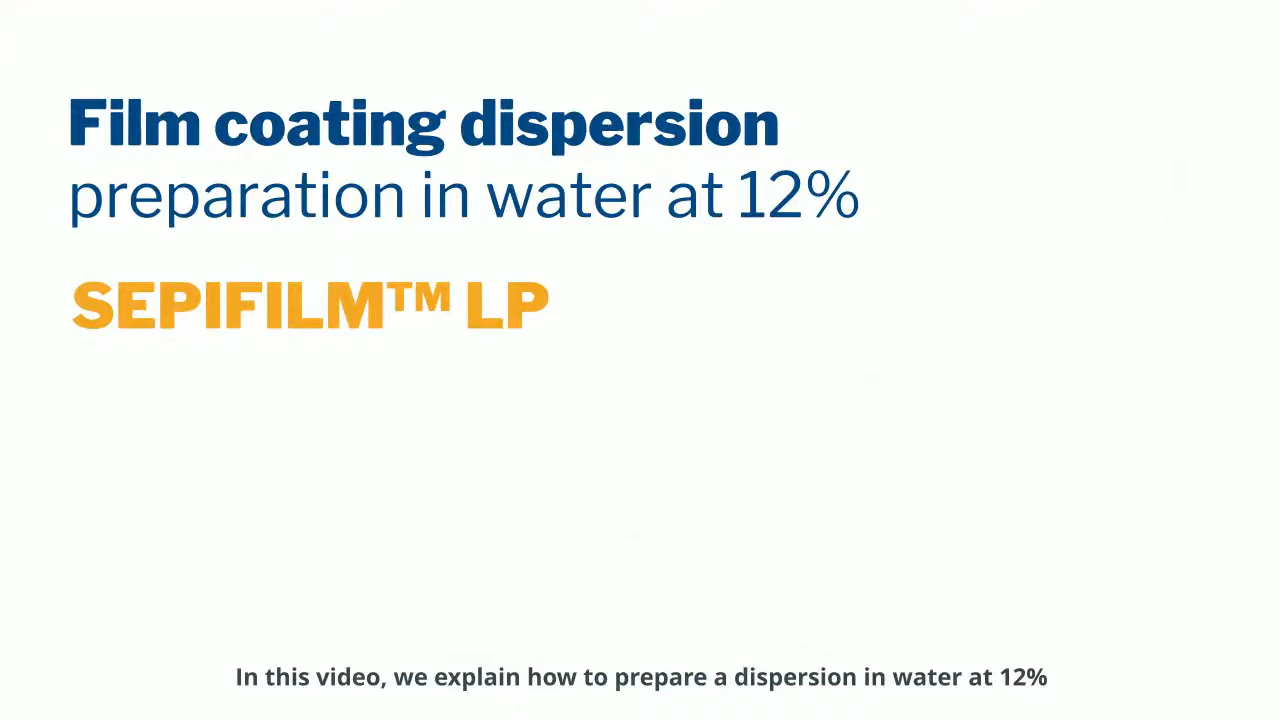 Film coating dispersion
preparation in water at 12%
SEPIFILM™ LP
In this video, we explain how to prepare a dispersion in water at 12%